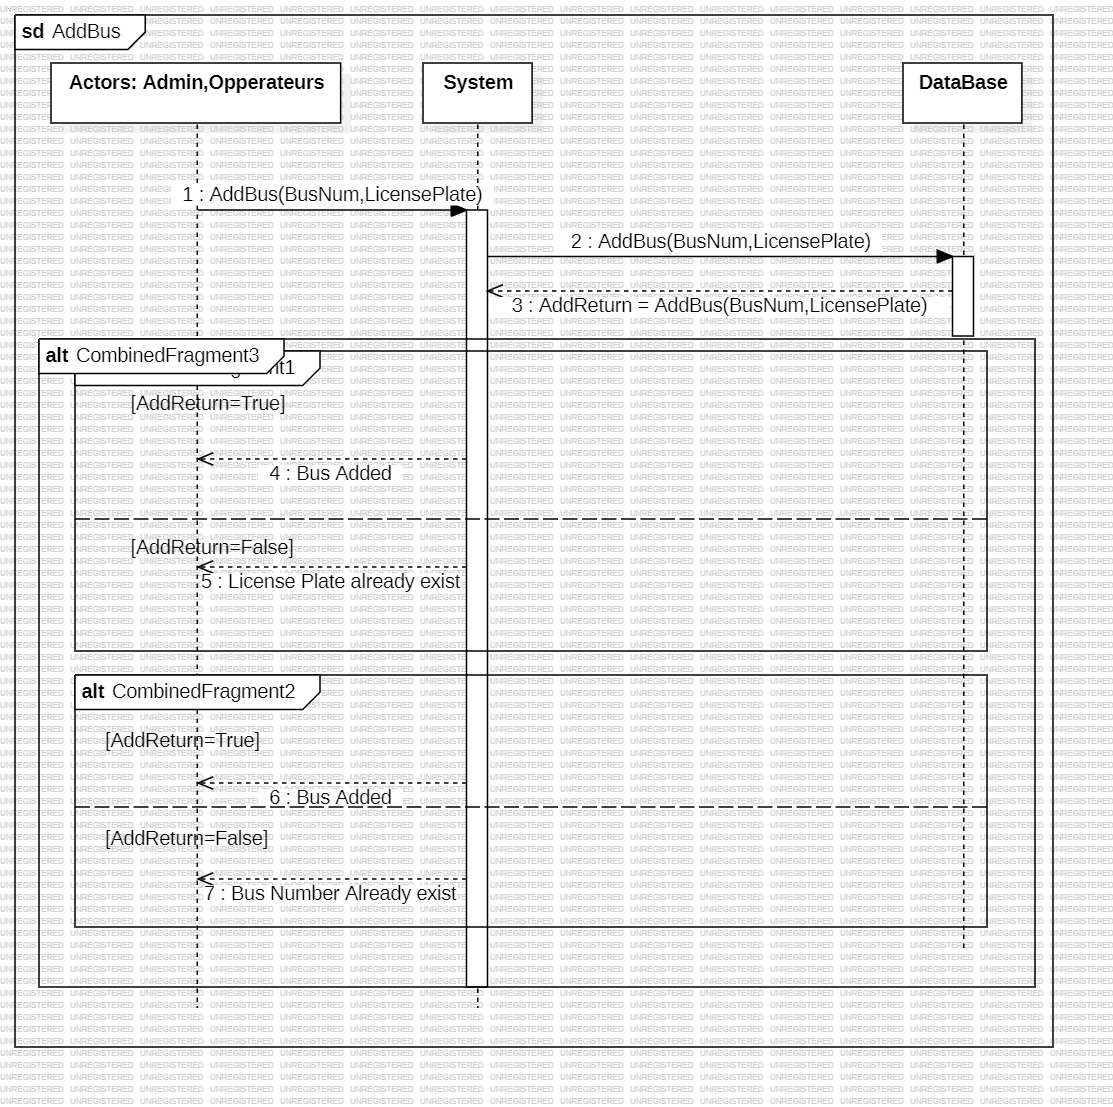 sd AddBus
Actors: Admin,Opperateurs
System
DataBase
1 : AddBus(BusNum,LicensePlate)
2 : AddBus(BusNum,LicensePlate)
3 : AddReturn = AddBus(BusNum,LicensePlate)
alt CombinedFragment3
nt1
[AddReturn=True]
4 : Bus Added
[AddReturn=False]
5 : License Plate already exist
alt CombinedFragment2
[AddReturn=True]
6 : Bus Added
[AddReturn=False]
7 : Bus Number Already exist
UNREGISTERED